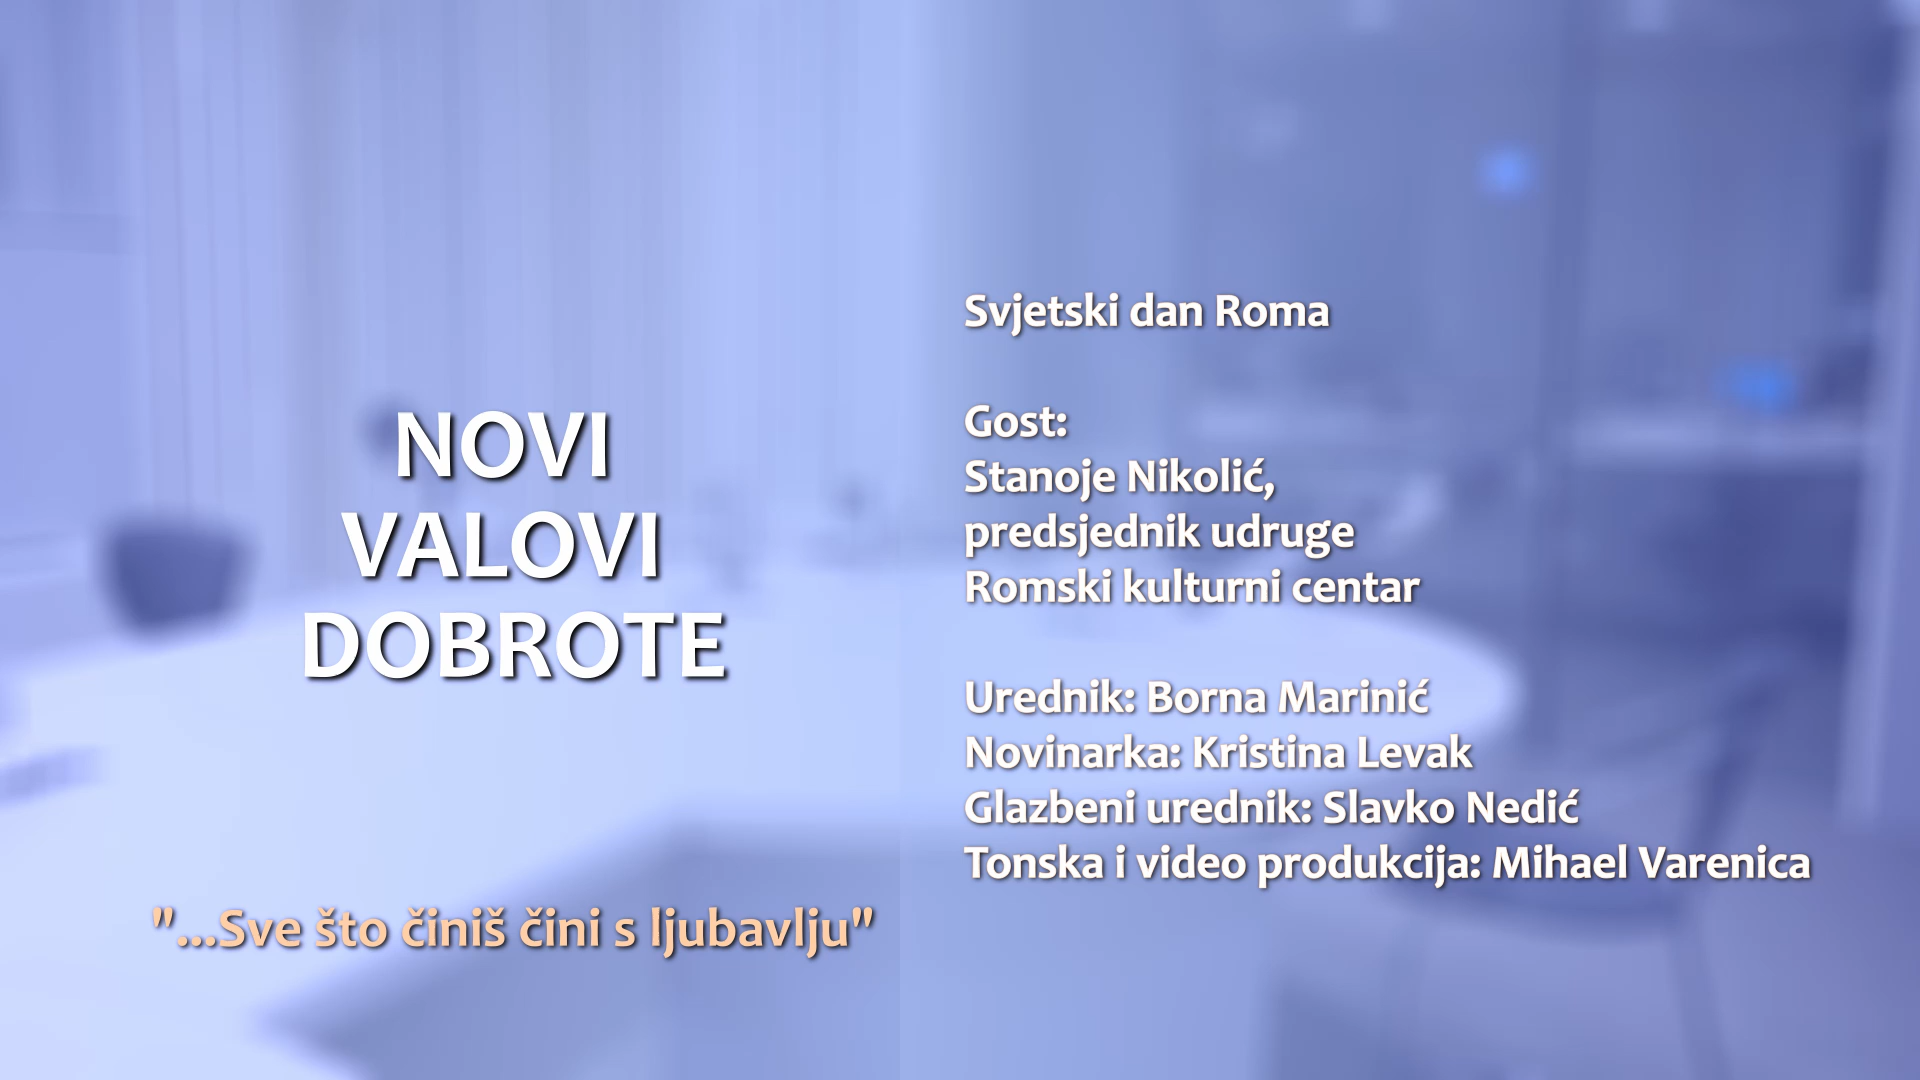 NOVI
VALOVI
DOBROTE
"...Sve što činiš čini s ljubavlju"
Svjetski dan Roma
Gost:
Stanoje Nikolić,
predsjednik udruge
Romski kulturni centar
Urednik: Borna Marinić
Novinarka: Kristina Levak
Glazbeni urednik: Slavko Nedić
Tonska i video produkcija: Mihael Varenica